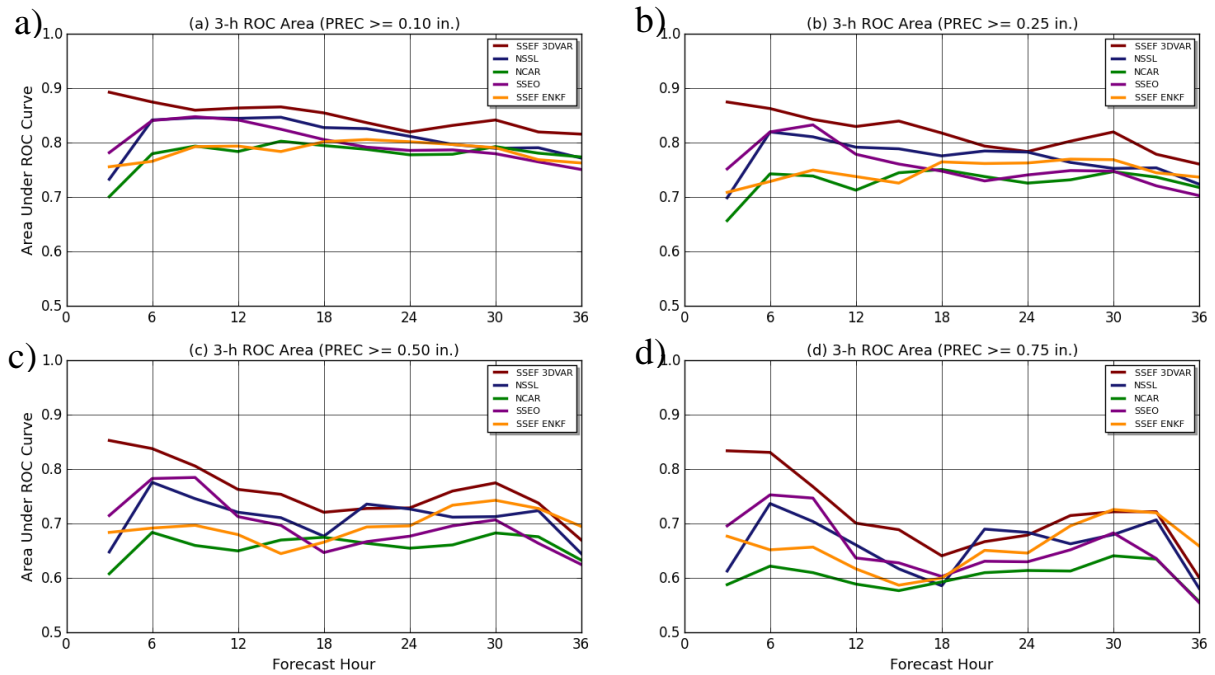 a)
(a) 3-h ROC Area (PREC >= 0.10 in.)
1.0
0.9
0.8
0.7
0.6
0.5
Area Under ROC Curve
0
6
12
18
24
30
36
SSEF 3DVAR
NSSL
NCAR
SSEO
SSEF ENKF
b)
(b) 3-h ROC Area (PREC >= 0.25 in.)
1.0
0.9
0.8
0.7
0.6
0.5
0
6
12
18
24
30
36
SSEF 3DVAR
NSSL
NCAR
SSEO
SSEF ENKF
c)
(c) 3-h ROC Area (PREC >= 0.50 in.)
1.0
0.9
0.8
0.7
0.6
0.5
Area Under ROC Curve
0
6
12
18
24
30
36
Forecast Hour
SSEF 3DVAR
NSSL
NCAR
SSEO
SSEF ENKF
d)
(d) 3-h ROC Area (PREC >= 0.75 in.)
1.0
0.9
0.8
0.7
0.6
0.5
0
6
12
18
24
30
36
Forecast Hour
SSEF 3DVAR
NSSL
NCAR
SSEO
SSEF ENKF